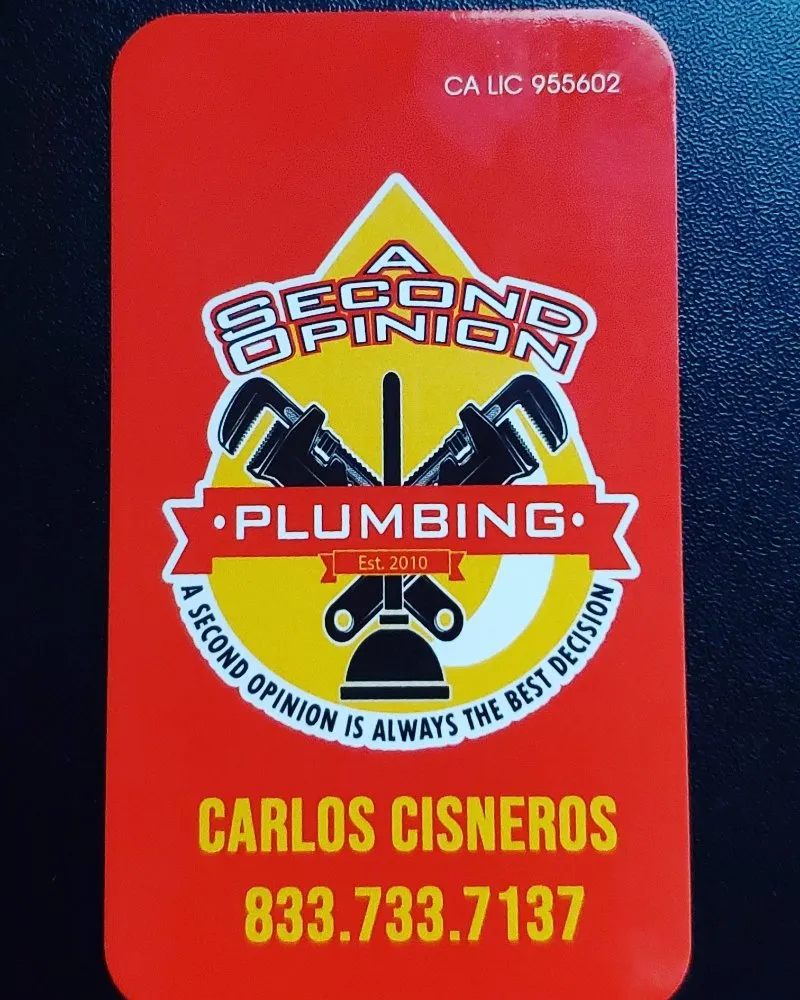 CA LIC 955602
A
SECOND
OPINION
•PLUMBING•
Est. 2010
A SECOND OPINION IS ALWAYS THE BEST DECISION
CARLOS CISNEROS
833.733.7137